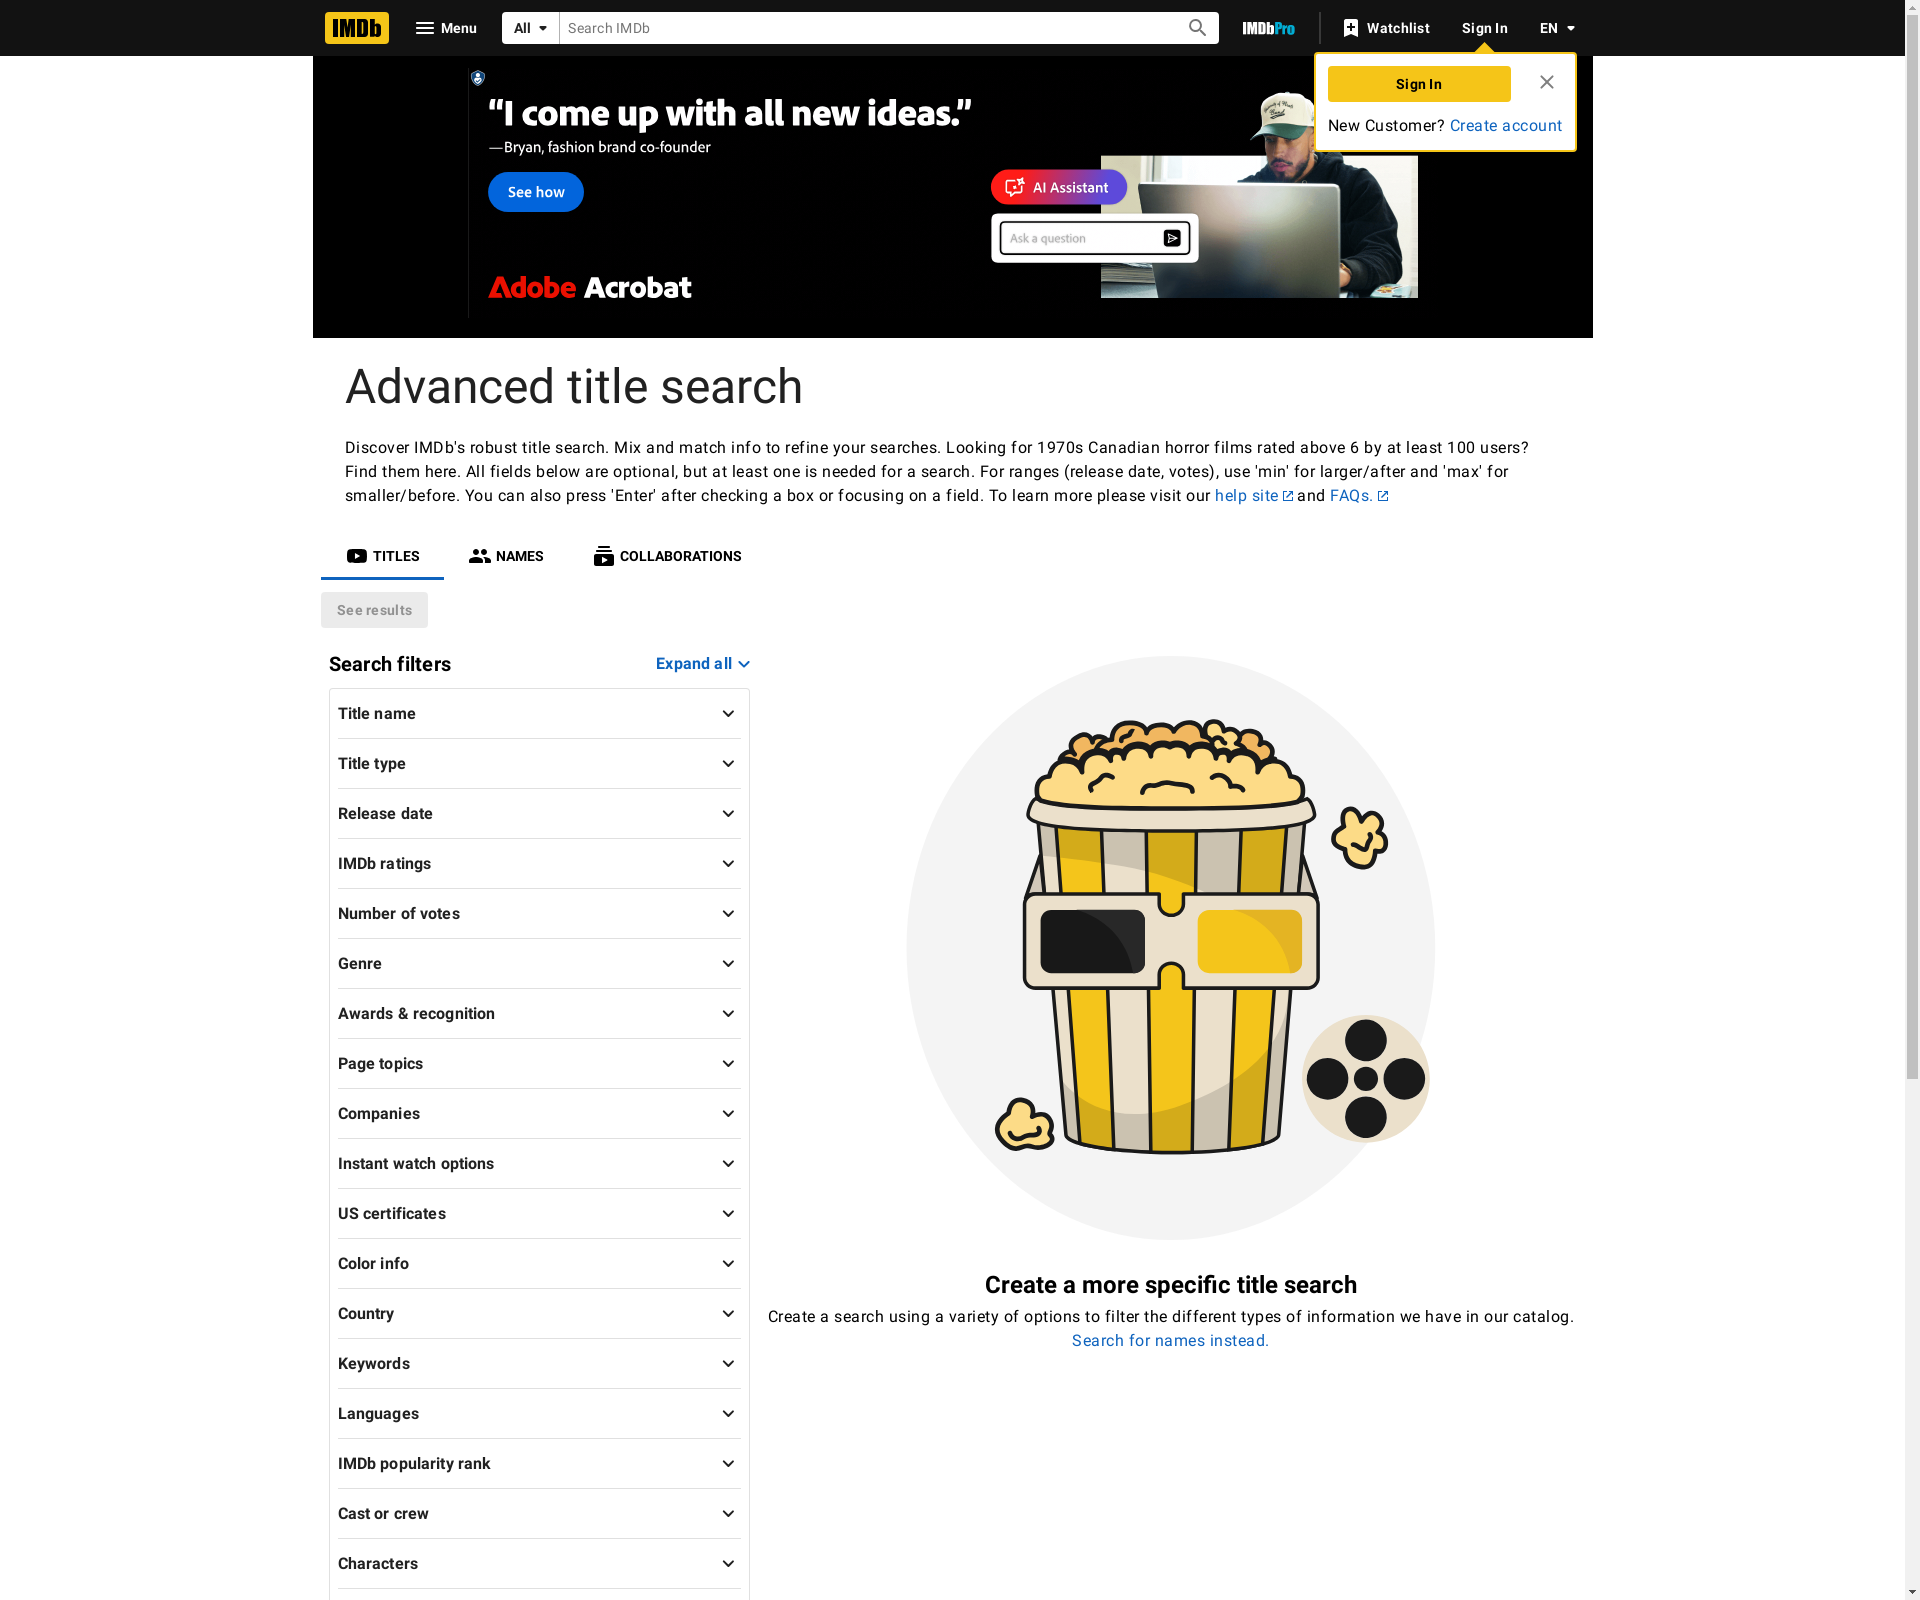 IMDb Menu All Search IMDb IMDbPro Watchlist Sign In EN
Sign In
New Customer? Create account
“I come up with all new ideas.”
—Bryan, fashion brand co-founder
See how
AI Assistant
Ask a question
Adobe Acrobat
Advanced title search
Discover IMDb's robust title search. Mix and match info to refine your searches. Looking for 1970s Canadian horror films rated above 6 by at least 100 users?
Find them here. All fields below are optional, but at least one is needed for a search. For ranges (release date, votes), use 'min' for larger/after and 'max' for
smaller/before. You can also press 'Enter' after checking a box or focusing on a field. To learn more please visit our help site and FAQs.
TITLES NAMES COLLABORATIONS
See results
Search filters Expand all
Title name
Title type
Release date
IMDb ratings
Number of votes
Genre
Awards & recognition
Page topics
Companies
Instant watch options
US certificates
Color info
Country
Keywords
Languages
IMDb popularity rank
Cast or crew
Characters
Create a more specific title search
Create a search using a variety of options to filter the different types of information we have in our catalog.
Search for names instead.